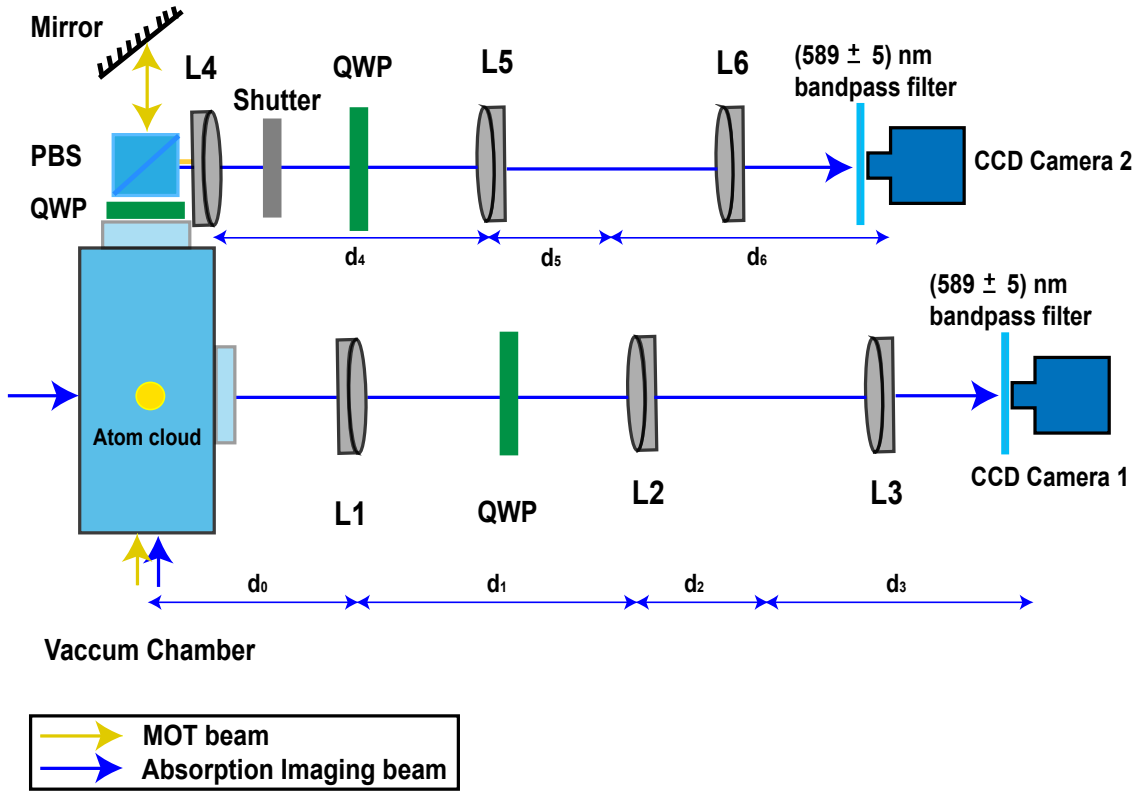 Mirror
L4
QWP
L5
L6
(589 ± 5) nm
bandpass filter
Shutter
PBS
CCD Camera 2
QWP
d₄
d₅
d₆
(589 ± 5) nm
bandpass filter
Atom cloud
L1
QWP
L2
L3
CCD Camera 1
d₀
d₁
d₂
d₃
Vaccum Chamber
MOT beam
Absorption Imaging beam